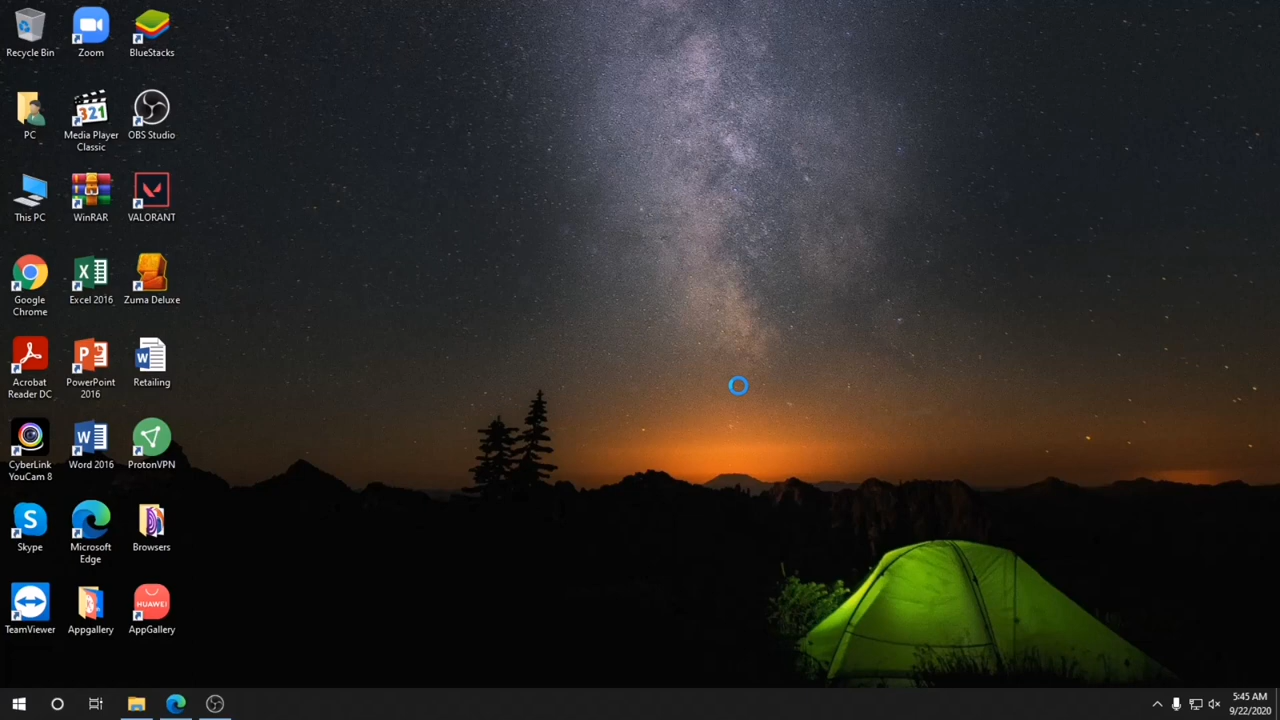 Recycle Bin
Zoom
BlueStacks
PC
321
Media Player
Classic
OBS Studio
This PC
WinRAR
VALORANT
Google
Chrome
X
Excel 2016
Zuma Deluxe
Acrobat
Reader DC
P
PowerPoint
2016
W
Retailing
CyberLink
YouCam 8
W
Word 2016
ProtonVPN
S
Skype
Microsoft
Edge
Browsers
TeamViewer
Appgallery
HUAWEI
AppGallery
5:45 AM
9/22/2020